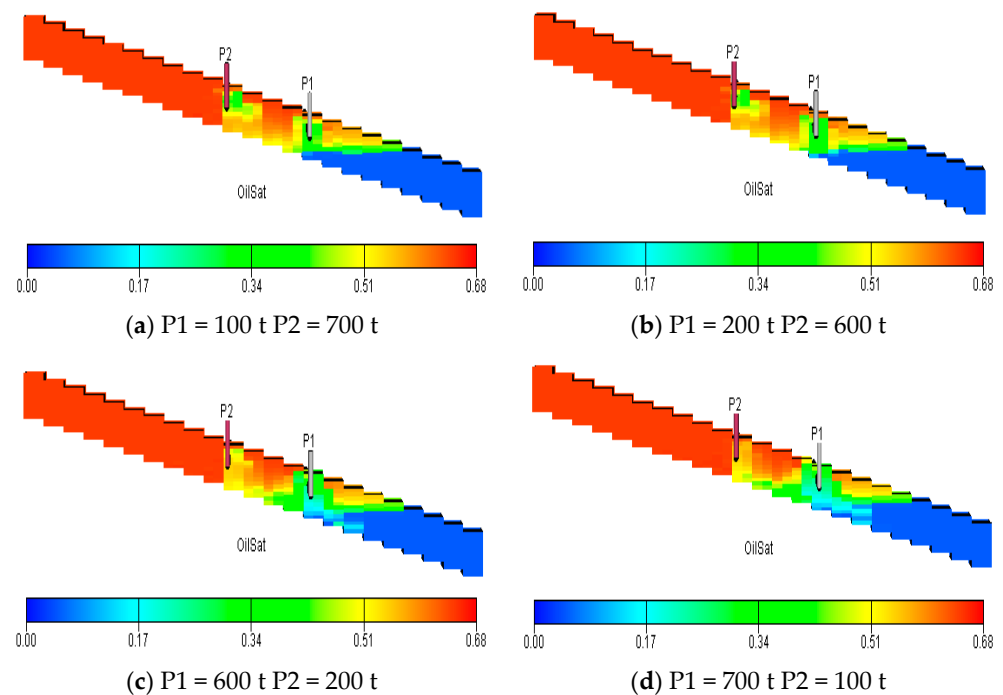 P2
P1
OilSat
0.00 0.17 0.34 0.51 0.68
(a) P1 = 100 t P2 = 700 t
P2
P1
OilSat
0.00 0.17 0.34 0.51 0.68
(b) P1 = 200 t P2 = 600 t
P2
P1
OilSat
0.00 0.17 0.34 0.51 0.68
(c) P1 = 600 t P2 = 200 t
P2
P1
OilSat
0.00 0.17 0.34 0.51 0.68
(d) P1 = 700 t P2 = 100 t